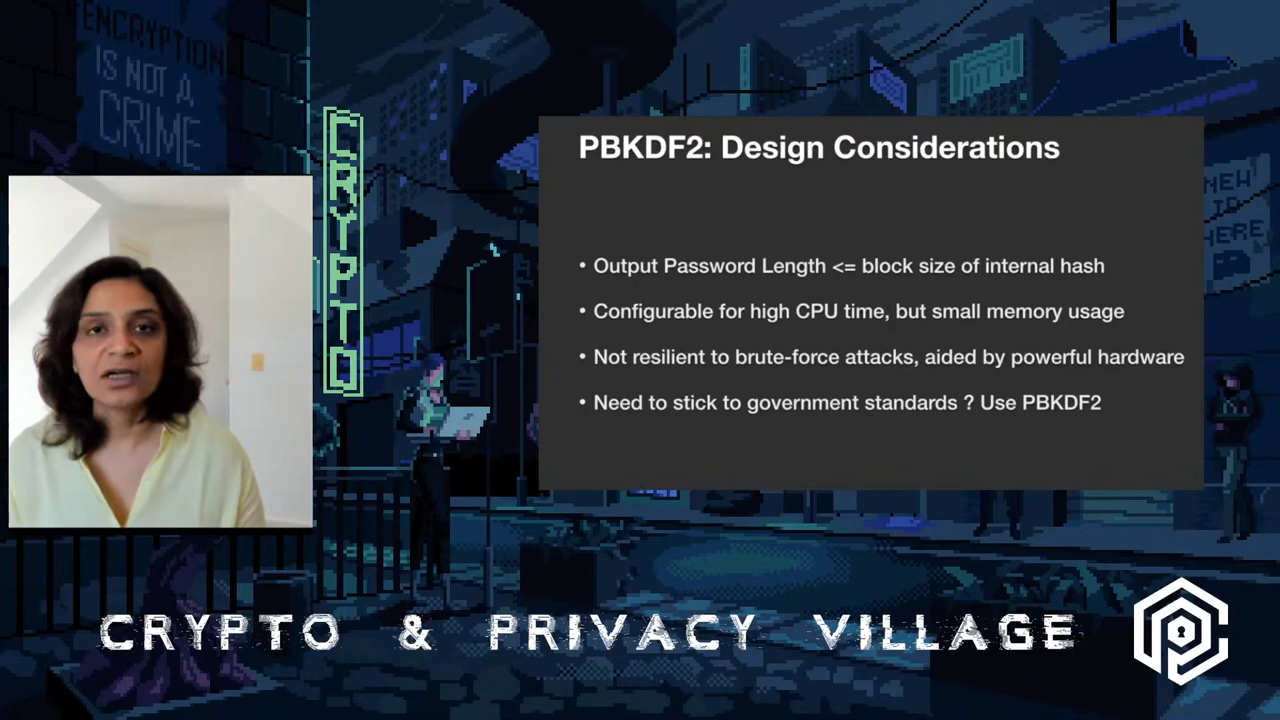 ENCRYPTION
IS NOT A
CRIME
CRYPTO
PBKDF2: Design Considerations
• Output Password Length <= block size of internal hash
• Configurable for high CPU time, but small memory usage
• Not resilient to brute-force attacks, aided by powerful hardware
• Need to stick to government standards ? Use PBKDF2
NEW
ID
HERE
CRYPTO & PRIVACY VILLAGE